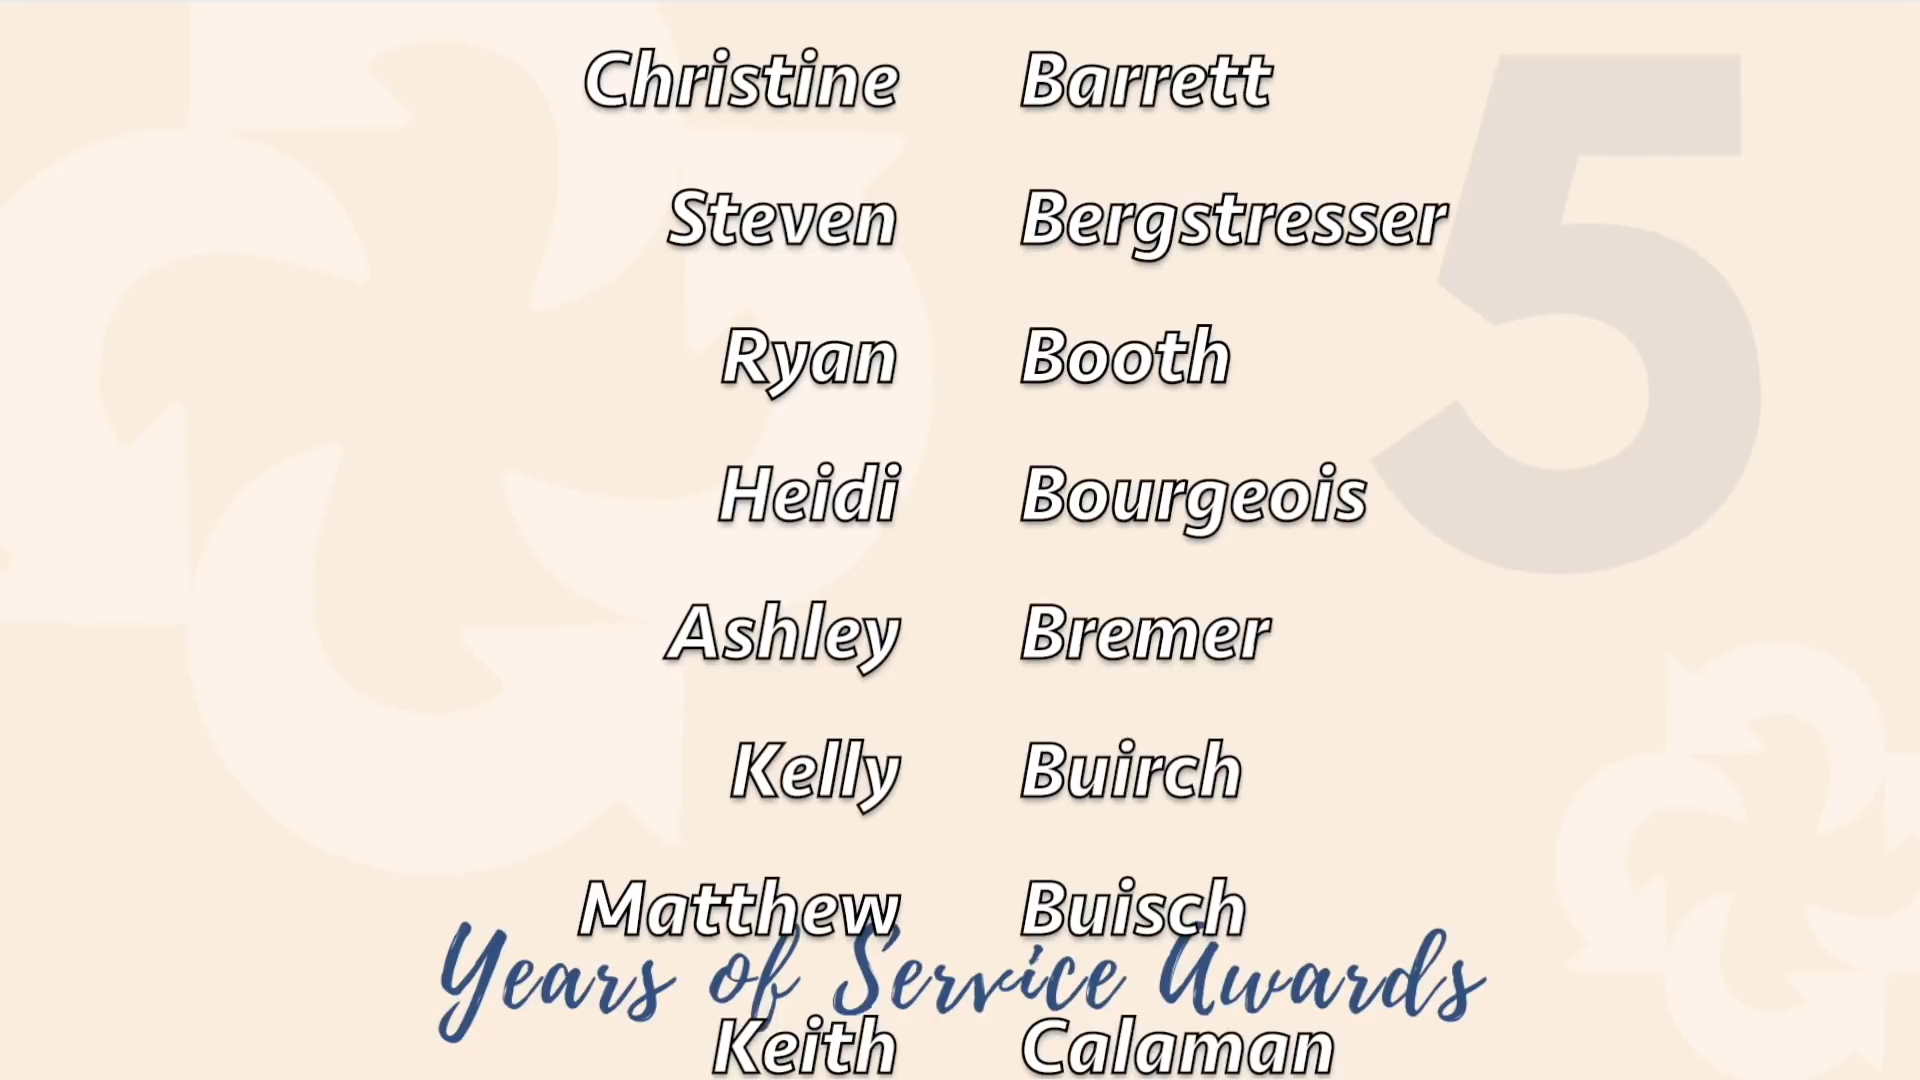 Christine Barrett
5
Steven Bergstresser
Ryan Booth
Heidi Bourgeois
Ashley Bremer
Kelly Buirch
Matthew Buisch
Years of Service Awards
Keith Calaman